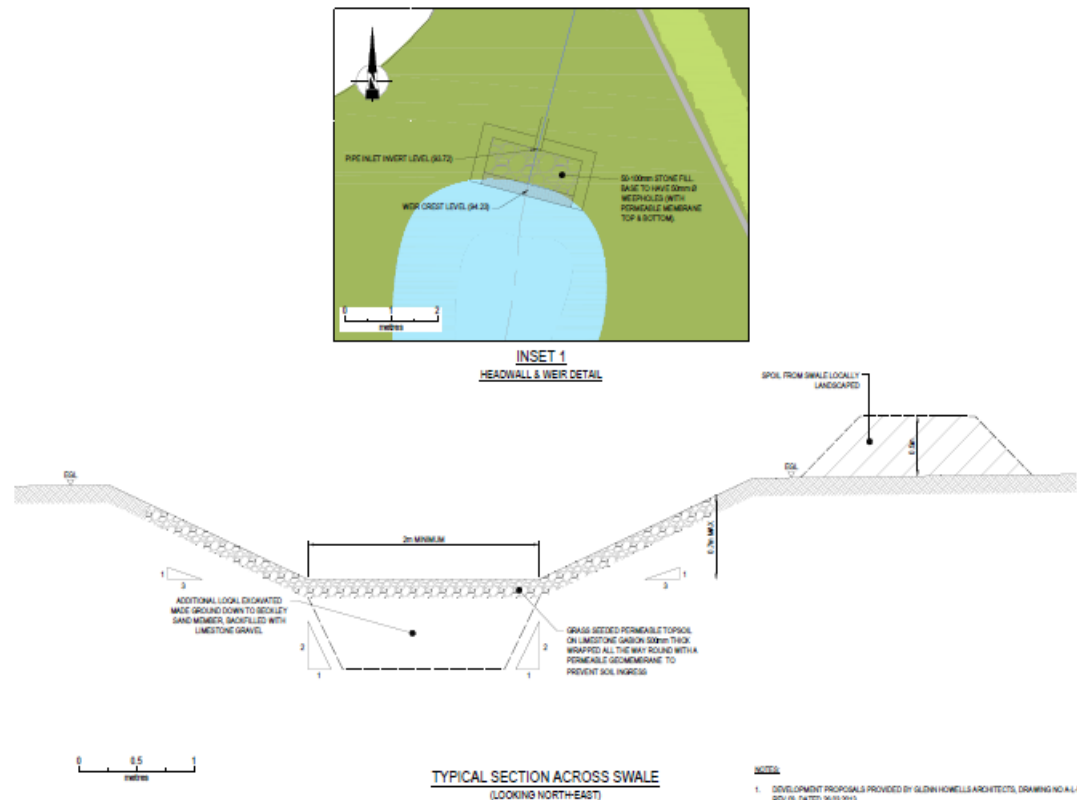 N
PIPE INLET INVERT LEVEL (93.72)
50-100mm STONE FILL.
BASE TO HAVE 50mm Ø
WEEPHOLES (WITH
PERMEABLE MEMBRANE
TOP & BOTTOM)
WEIR CREST LEVEL (94.23)
0 1 2
metres
INSET 1
HEADWALL & WEIR DETAIL
SPOIL FROM SWALE LOCALLY
LANDSCAPED
0.5m
EGL
EGL
2m MINIMUM
0.7m MAX
1
3
1
3
ADDITIONAL LOCAL EXCAVATED
MADE GROUND DOWN TO BECKLEY
SAND MEMBER, BACKFILLED WITH
LIMESTONE GRAVEL
2
1
2
1
GRASS SEEDED PERMEABLE TOPSOIL
ON LIMESTONE GABION 500mm THICK
WRAPPED ALL THE WAY ROUND WITH A
PERMEABLE GEOMEMBRANE TO
PREVENT SOIL INGRESS
0 0.5 1
metres
TYPICAL SECTION ACROSS SWALE
(LOOKING NORTH-EAST)
NOTES:
1. DEVELOPMENT PROPOSALS PROVIDED BY GLENN HOWELLS ARCHITECTS, DRAWING NO A-L-